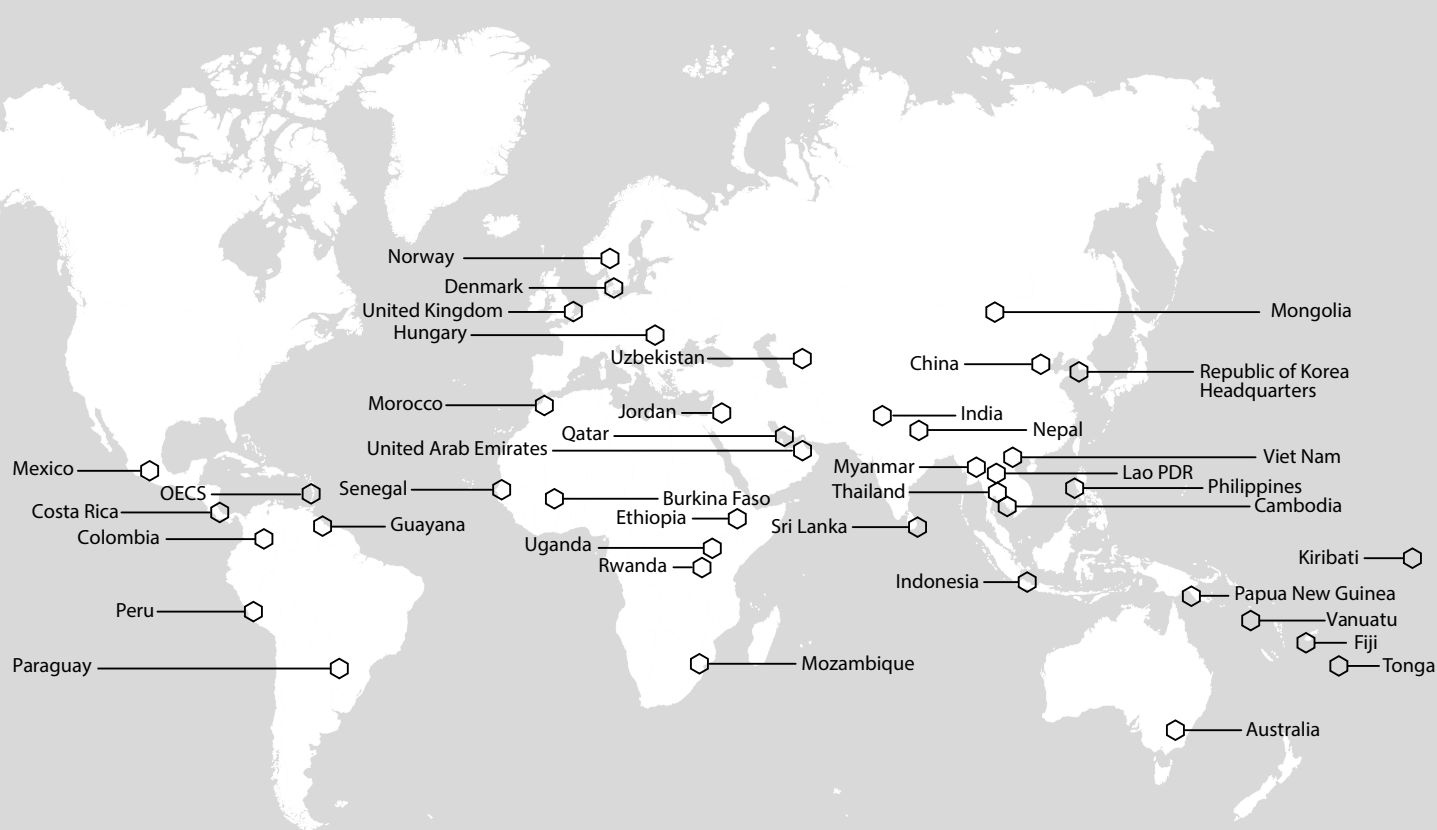 Norway
Denmark
United Kingdom
Hungary
Mongolia
Uzbekistan
China
Republic of Korea
Headquarters
Morocco
Jordan
India
Qatar
Nepal
United Arab Emirates
Viet Nam
Mexico
Myanmar
Lao PDR
OECS
Senegal
Thailand
Philippines
Burkina Faso
Cambodia
Costa Rica
Ethiopia
Guayana
Sri Lanka
Colombia
Uganda
Kiribati
Rwanda
Indonesia
Papua New Guinea
Peru
Vanuatu
Fiji
Paraguay
Mozambique
Tonga
Australia